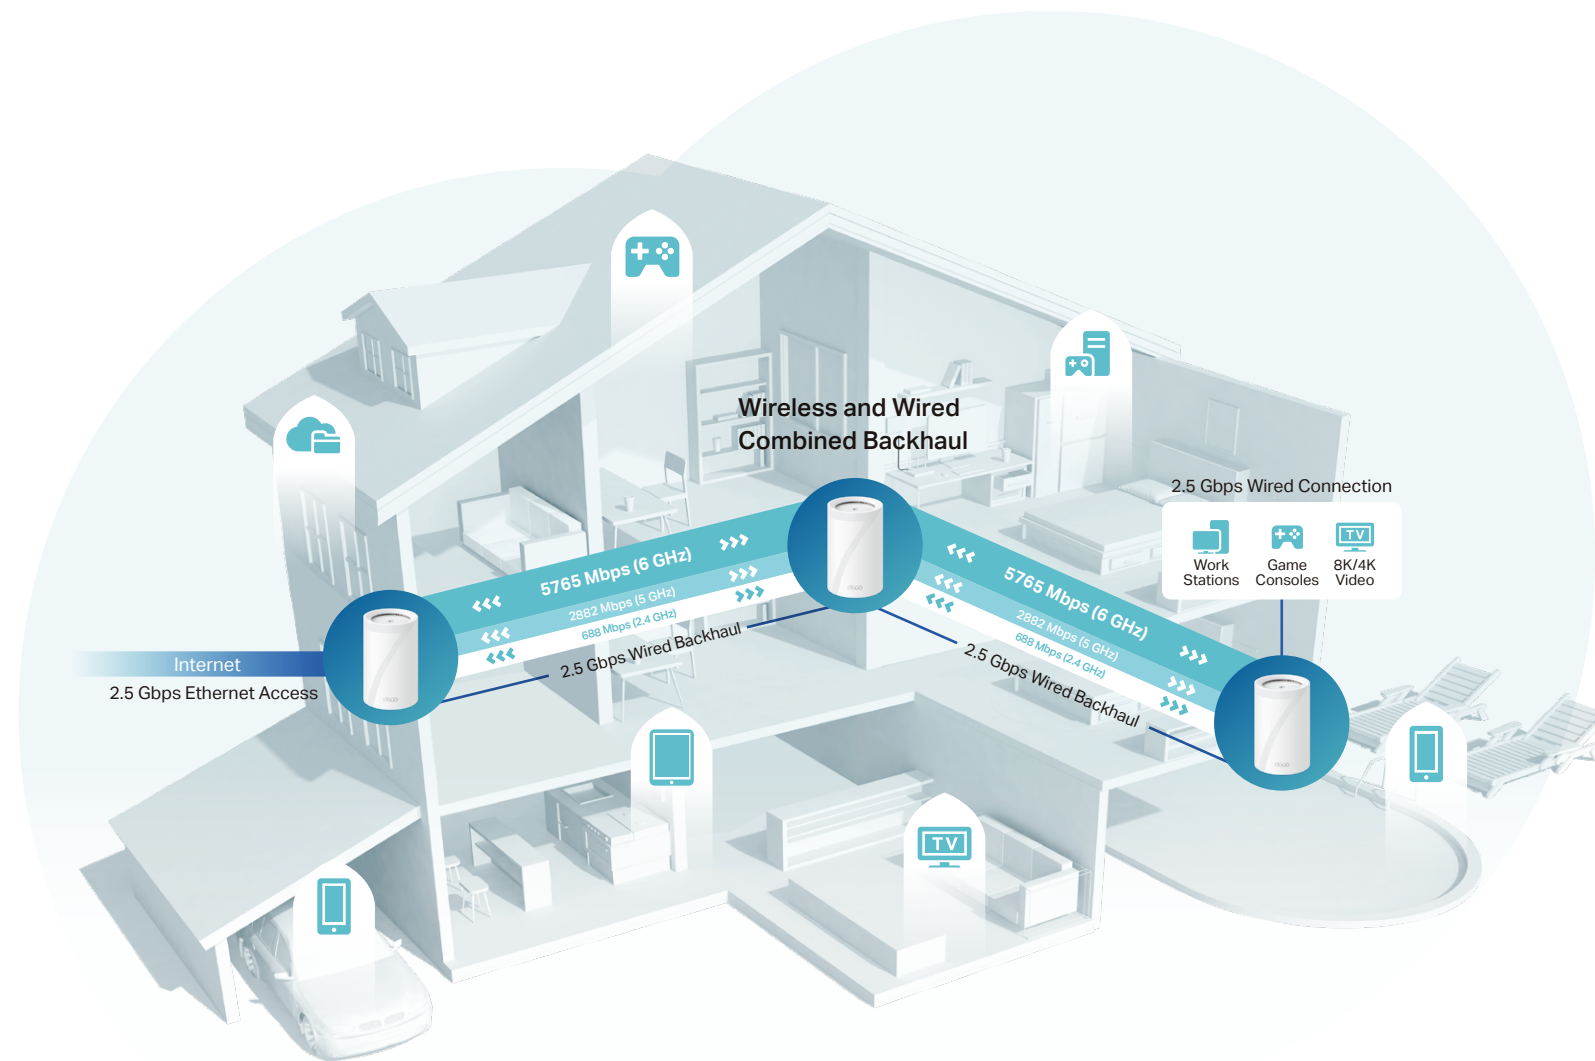 Wireless and Wired
Combined Backhaul
2.5 Gbps Wired Connection
TV
Work
Stations
Game
Consoles
8K/4K
Video
5765 Mbps (6 GHz)
2882 Mbps (5 GHz)
688 Mbps (2.4 GHz)
2.5 Gbps Wired Backhaul
5765 Mbps (6 GHz)
2882 Mbps (5 GHz)
688 Mbps (2.4 GHz)
2.5 Gbps Wired Backhaul
Internet
2.5 Gbps Ethernet Access
deco
deco
deco
TV